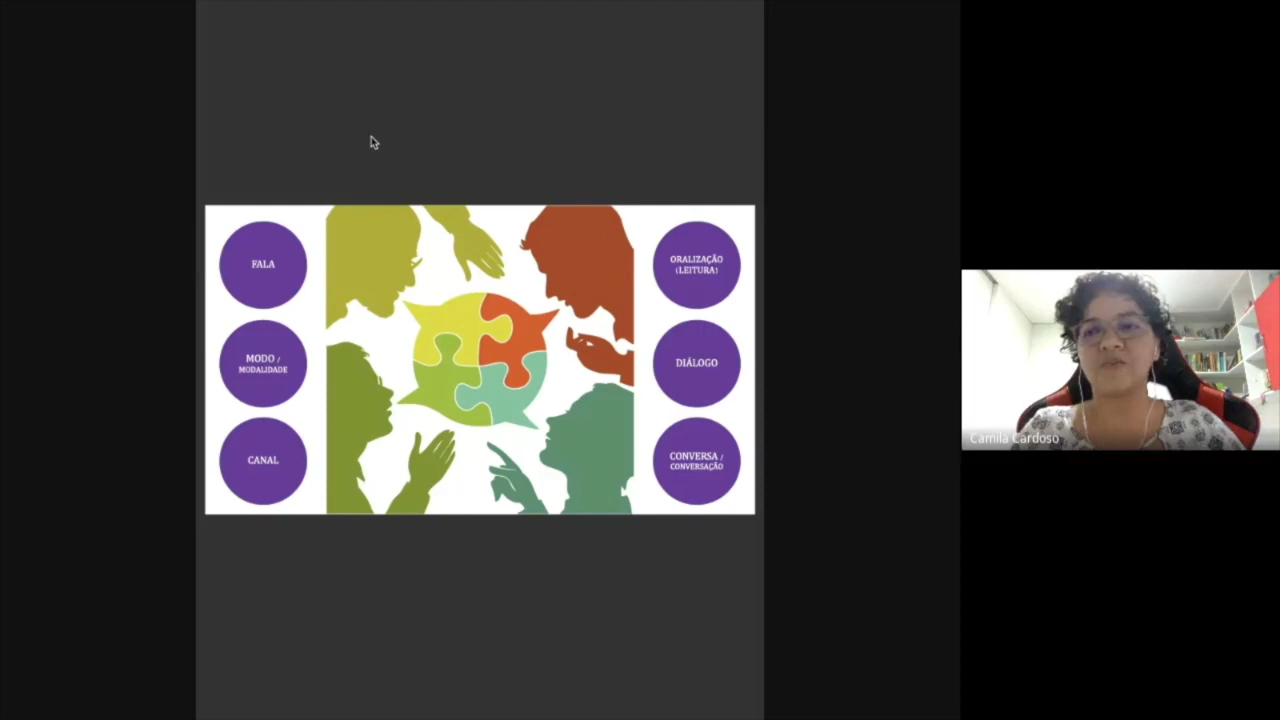 FALA
MODO /
MODALIDADE
CANAL
ORALIZAÇÃO
(LEITURA)
DIÁLOGO
CONVERSA /
CONVERSAÇÃO
Camila Cardoso